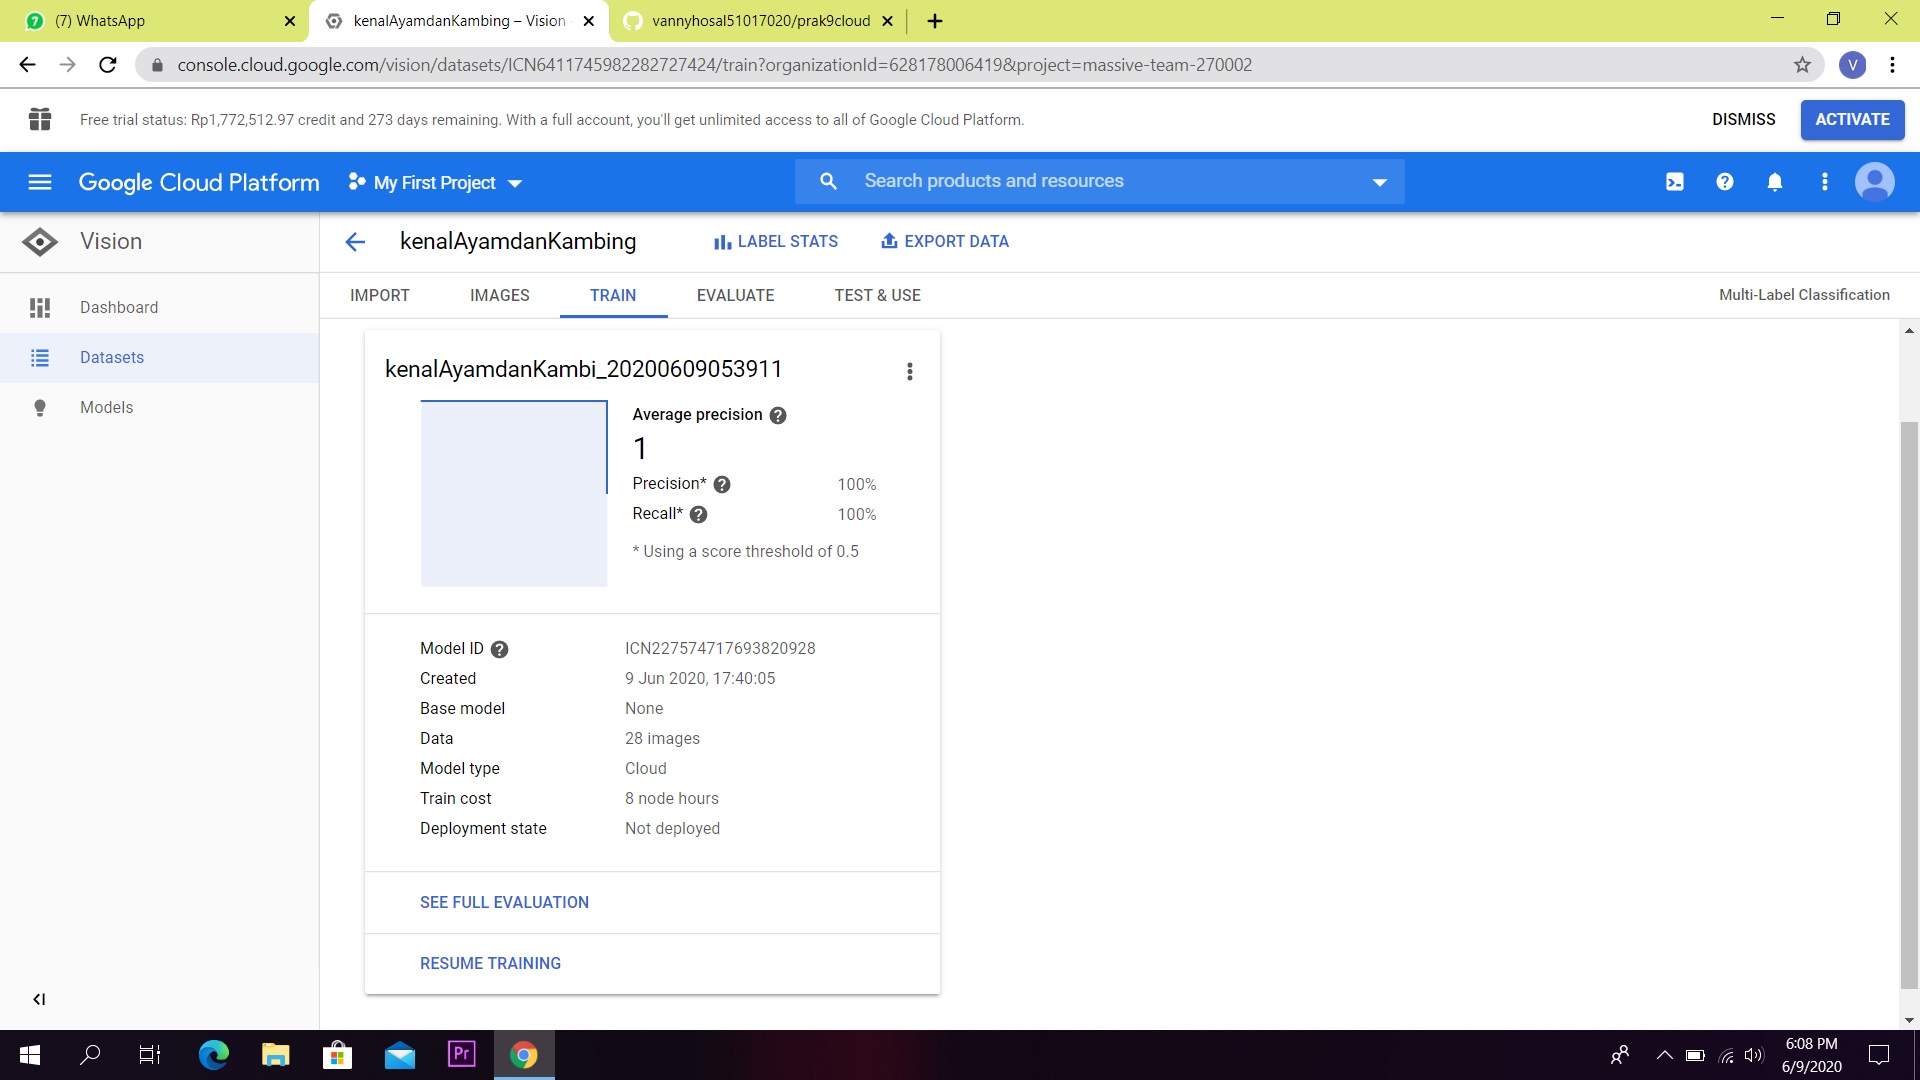 (7) WhatsApp
kenalAyamdanKambing – Vision
vannyhosal51017020/prak9cloud
console.cloud.google.com/vision/datasets/ICN6411745982282727424/train?organizationId=628178006419&project=massive-team-270002
V
Free trial status: Rp1,772,512.97 credit and 273 days remaining. With a full account, you'll get unlimited access to all of Google Cloud Platform.
DISMISS
ACTIVATE
Google Cloud Platform
My First Project
Search products and resources
Vision
kenalAyamdanKambing
LABEL STATS
EXPORT DATA
Dashboard
Datasets
Models
IMPORT
IMAGES
TRAIN
EVALUATE
TEST & USE
Multi-Label Classification
kenalAyamdanKambi_20200609053911
Average precision
1
Precision* 100%
Recall* 100%
* Using a score threshold of 0.5
Model ID ICN227574717693820928
Created 9 Jun 2020, 17:40:05
Base model None
Data 28 images
Model type Cloud
Train cost 8 node hours
Deployment state Not deployed
SEE FULL EVALUATION
RESUME TRAINING
Pr
6:08 PM
6/9/2020